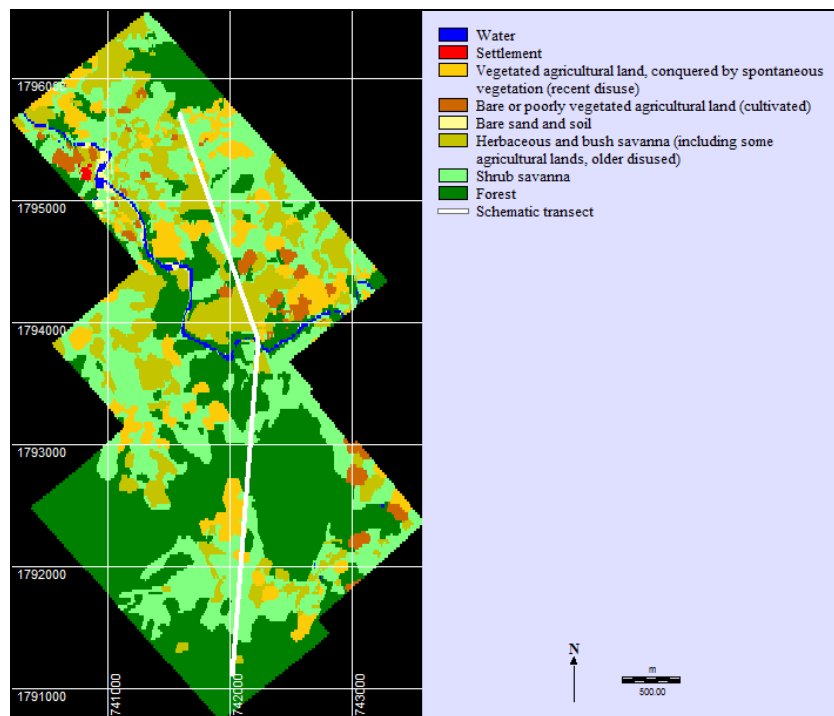 Water
Settlement
Vegetated agricultural land, conquered by spontaneous
vegetation (recent disuse)
Bare or poorly vegetated agricultural land (cultivated)
Bare sand and soil
Herbaceous and bush savanna (including some
agricultural lands, older disused)
Shrub savanna
Forest
Schematic transect
1796000
1795000
1794000
1793000
1792000
1791000
741000
742000
743000
N
m
500.00